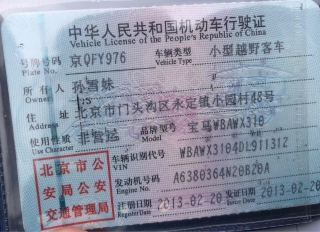 中华人民共和国机动车行驶证
Vehicle License of the People's Republic of China
号牌号码 京QFY976 车辆类型 小型越野客车
Plate No. Vehicle Type
所有人 孙雪妹
Owner
住址 北京市门头沟区永定镇小园村48号
使用性质 非营运 品牌型号 宝马WBAWX310
Use Character
北京市公安局公安交通管理局
车辆识别代号 WBAWX3104DL91131Z
VIN
发动机号码 A6380364N20B20A
Engine No.
注册日期 2013-02-20 发证日期 2013-02-20